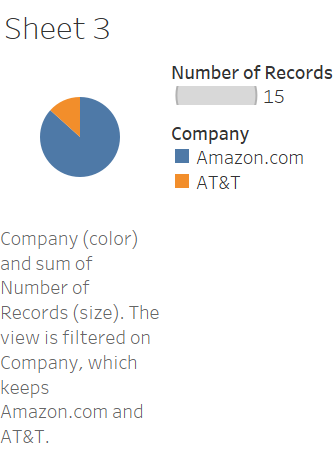 Sheet 3
Number of Records
15
Company
Amazon.com
AT&T
Company (color)
and sum of
Number of
Records (size). The
view is filtered on
Company, which
keeps
Amazon.com and
AT&T.